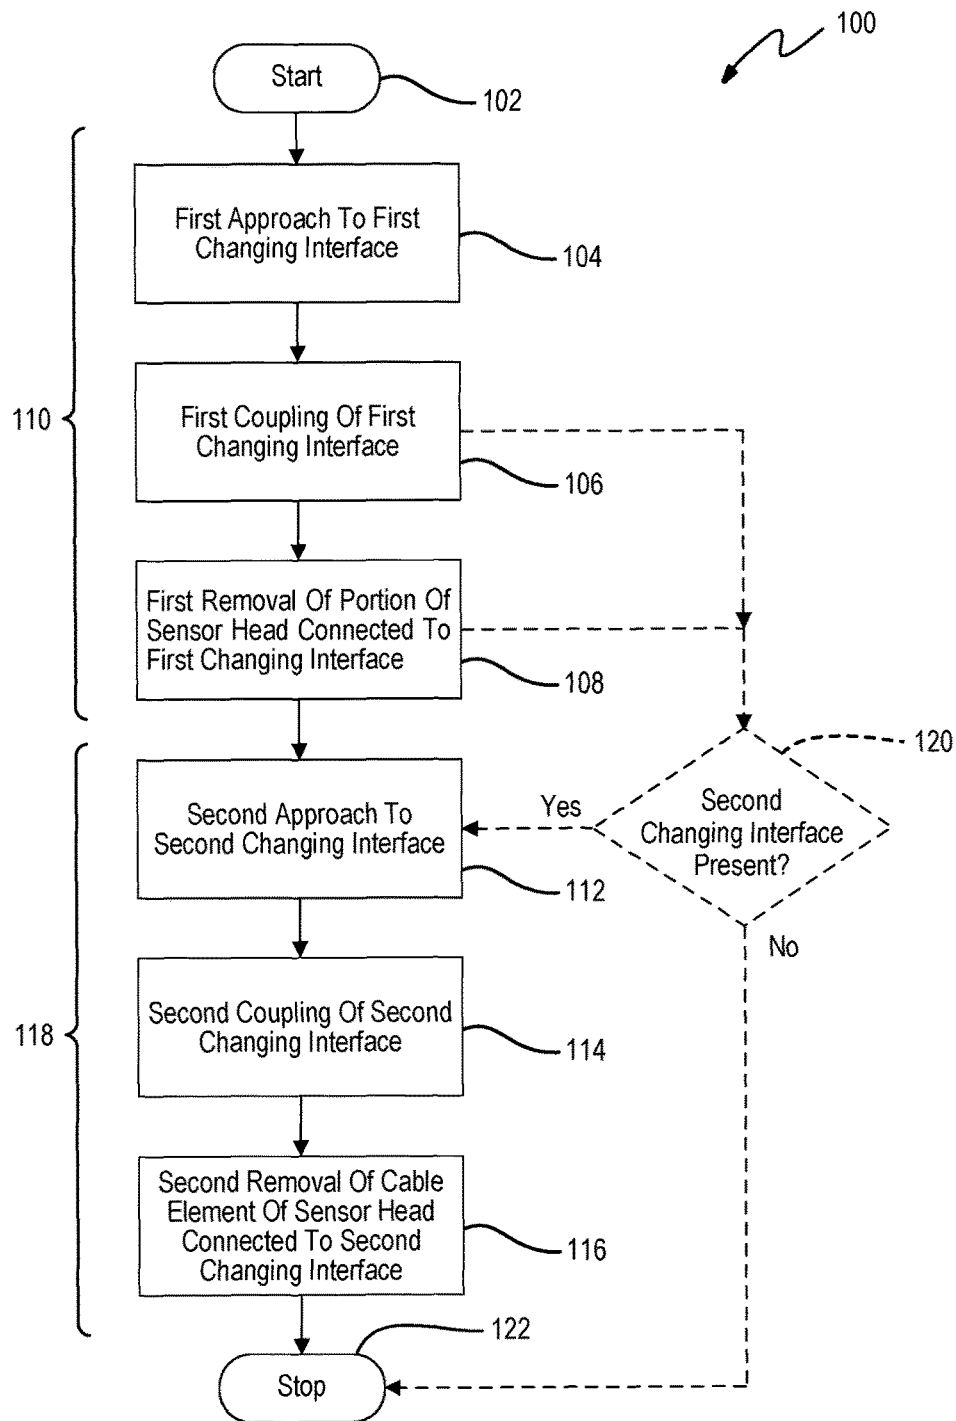 100
Start
102
First Approach To First
Changing Interface
104
110
First Coupling Of First
Changing Interface
106
First Removal Of Portion Of
Sensor Head Connected To
First Changing Interface
108
120
Second Approach To
Second Changing Interface
112
Yes
Second
Changing Interface
Present?
No
118
Second Coupling Of Second
Changing Interface
114
Second Removal Of Cable
Element Of Sensor Head
Connected To Second
Changing Interface
116
122
Stop